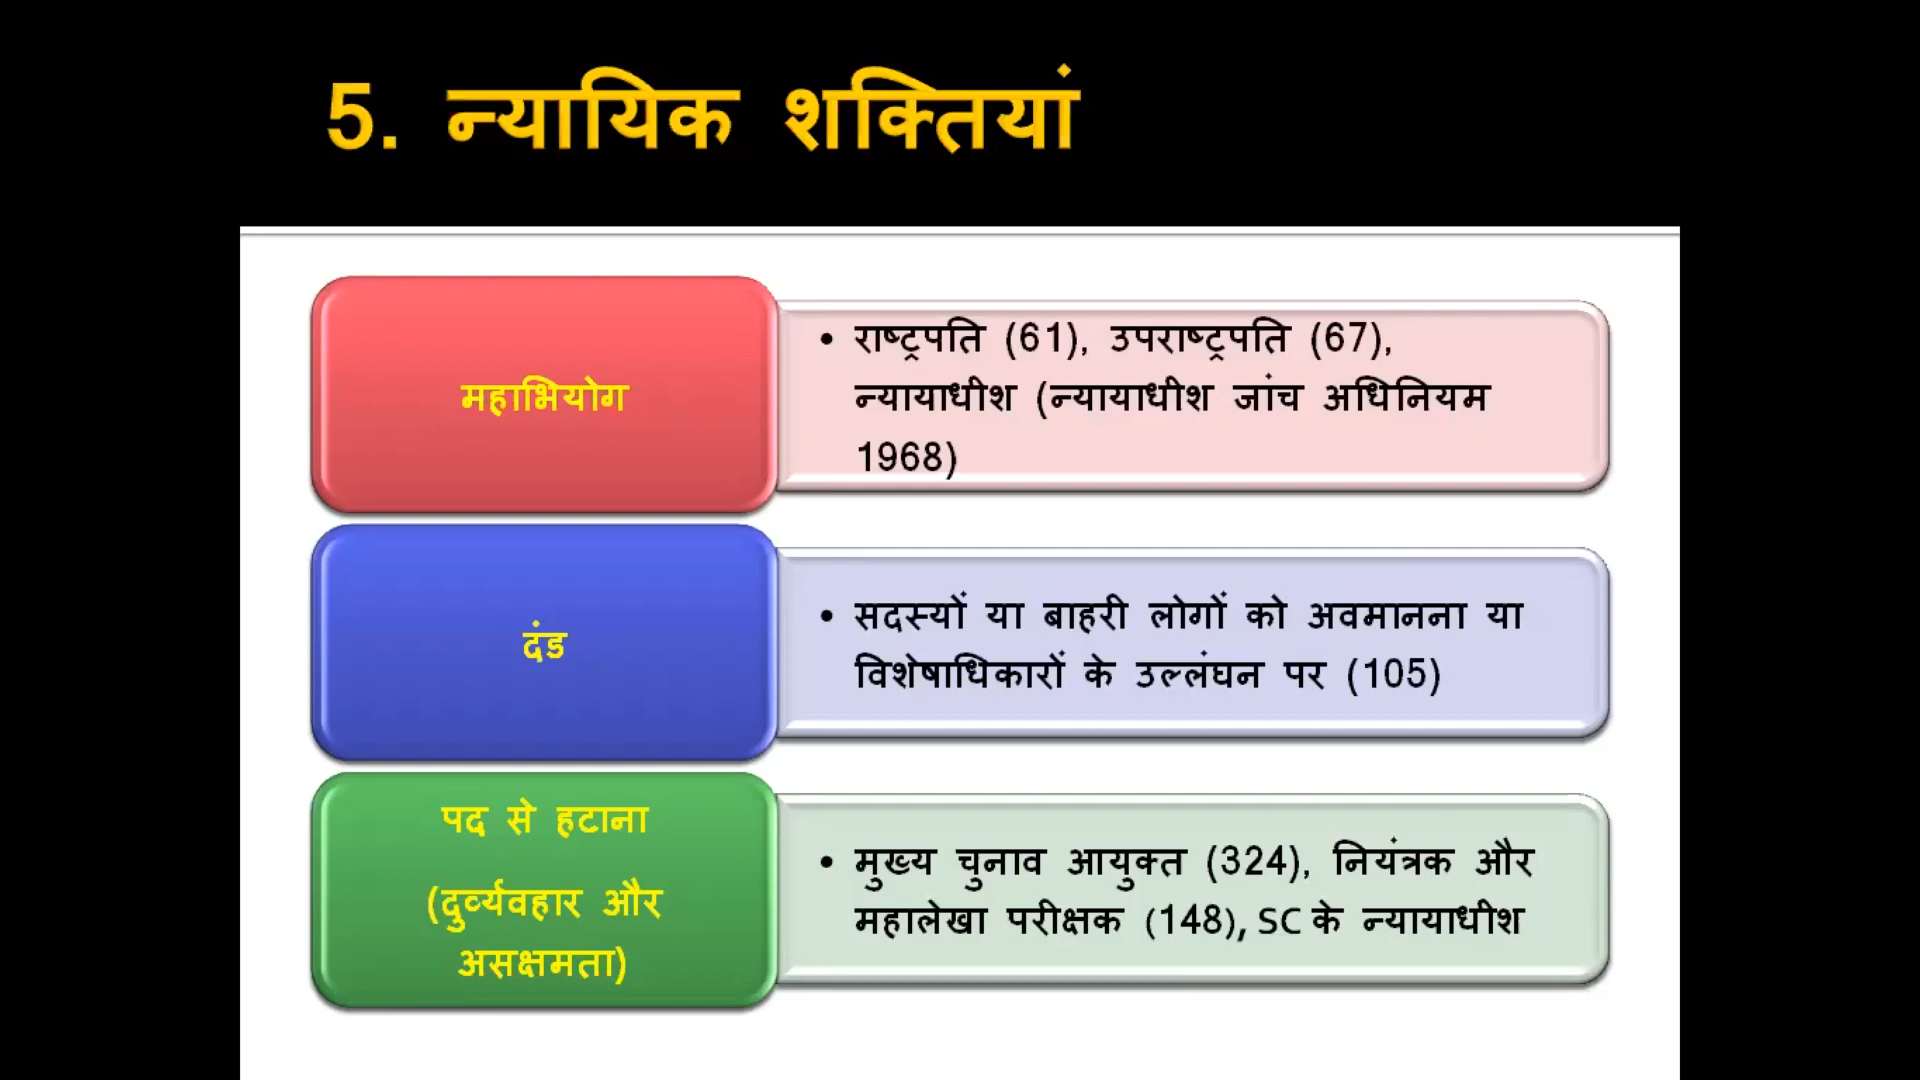 5. न्यायिक शक्तियां
महाभियोग
• राष्ट्रपति (61), उपराष्ट्रपति (67),
न्यायाधीश (न्यायाधीश जांच अधिनियम
1968)
दंड
• सदस्यों या बाहरी लोगों को अवमानना या
विशेषाधिकारों के उल्लंघन पर (105)
पद से हटाना
(दुर्व्यवहार और
असक्षमता)
• मुख्य चुनाव आयुक्त (324), नियंत्रक और
महालेखा परीक्षक (148), SC के न्यायाधीश